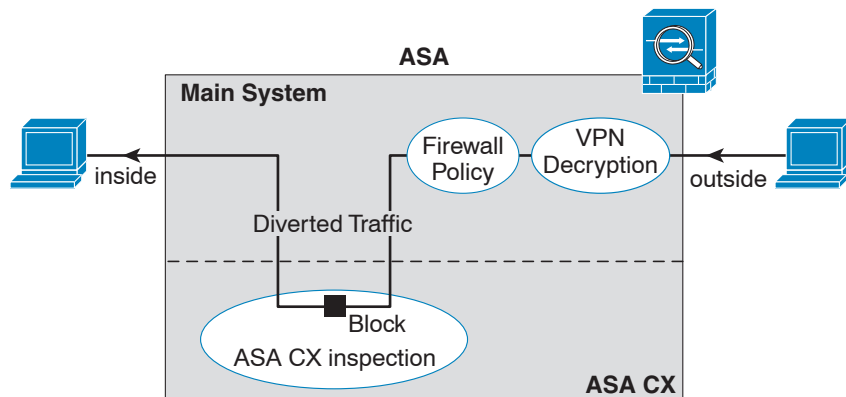 ASA
Main System
Firewall
Policy
VPN
Decryption
inside
outside
Diverted Traffic
Block
ASA CX inspection
ASA CX